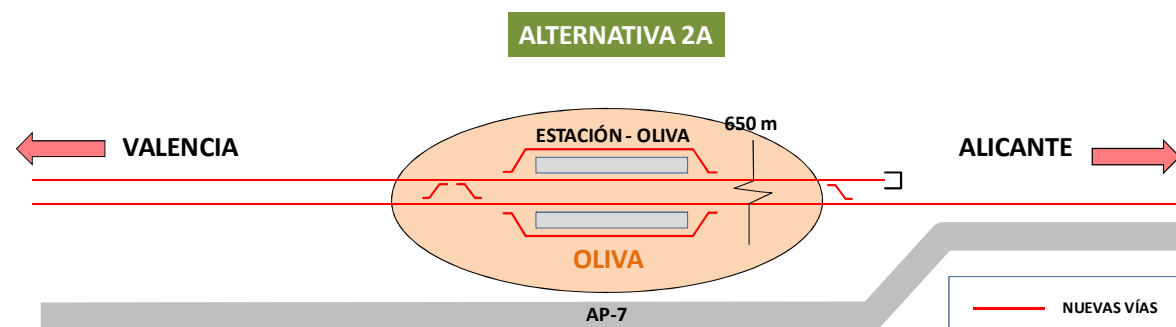 ALTERNATIVA 2A
ESTACIÓN - OLIVA
650 m
VALENCIA
ALICANTE
OLIVA
AP-7
NUEVAS VÍAS